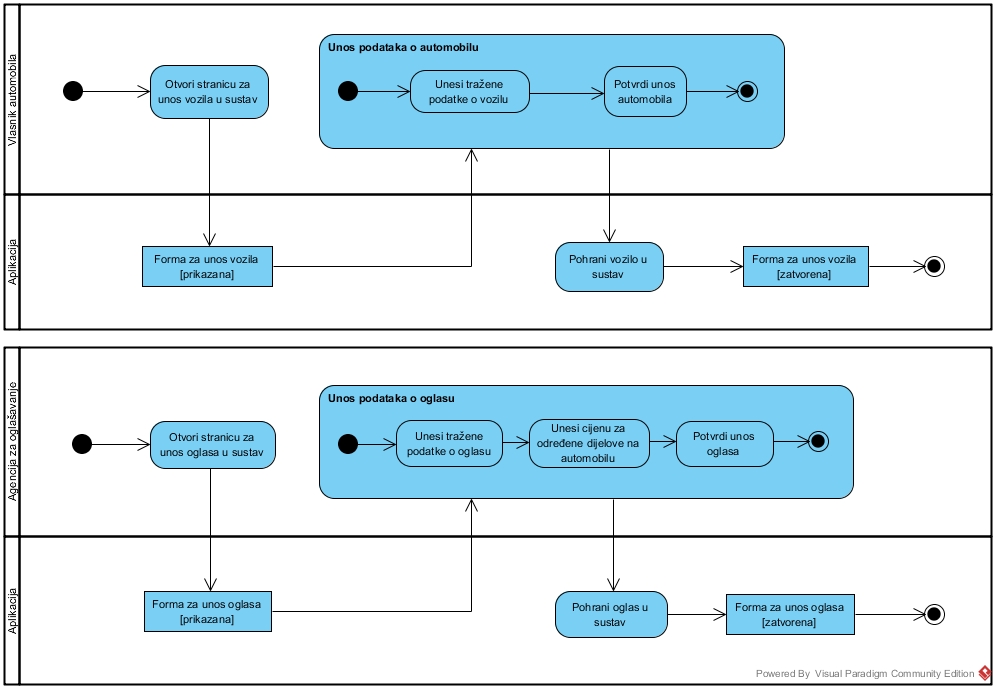 Vlasnik automobila
Otvori stranicu za
unos vozila u sustav
Unos podataka o automobilu
Unesi tražene
podatke o vozilu
Potvrdi unos
automobila
Aplikacija
Forma za unos vozila
[prikazana]
Pohrani vozilo u
sustav
Forma za unos vozila
[zatvorena]
Agencija za oglašavanje
Otvori stranicu za
unos oglasa u sustav
Unos podataka o oglasu
Unesi tražene
podatke o oglasu
Unesi cijenu za
određene dijelove na
automobilu
Potvrdi unos
oglasa
Aplikacija
Forma za unos oglasa
[prikazana]
Pohrani oglas u
sustav
Forma za unos oglasa
[zatvorena]
Powered By Visual Paradigm Community Edition